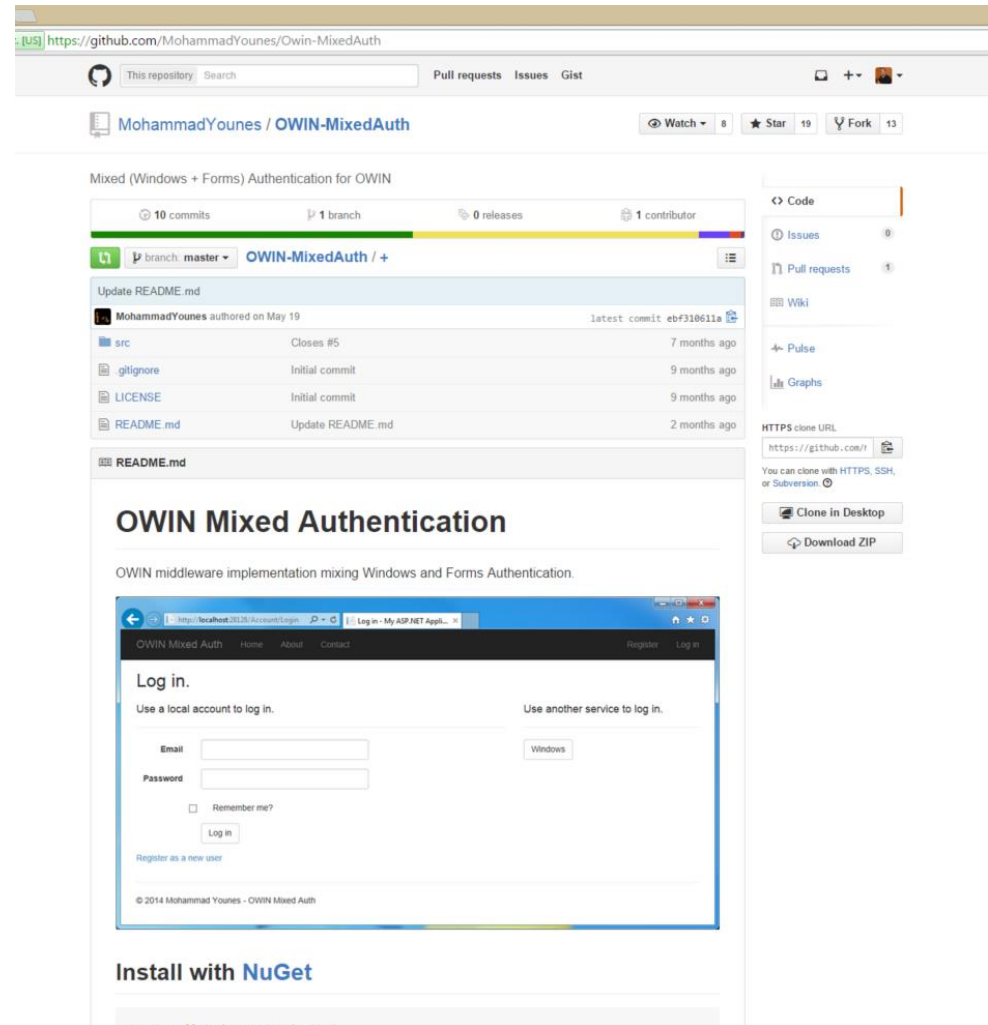 [US] https://github.com/MohammadYounes/Owin-MixedAuth
This repository Search Pull requests Issues Gist
MohammadYounes / OWIN-MixedAuth Watch 8 Star 19 Fork 13
Mixed (Windows + Forms) Authentication for OWIN
10 commits 1 branch 0 releases 1 contributor
branch: master OWIN-MixedAuth / +
Update README.md
MohammadYounes authored on May 19 latest commit ebf310611a
src Closes #5 7 months ago
.gitignore Initial commit 9 months ago
LICENSE Initial commit 9 months ago
README.md Update README.md 2 months ago
README.md
Code
Issues 0
Pull requests 1
Wiki
Pulse
Graphs
HTTPS clone URL
https://github.com/
You can clone with HTTPS, SSH,
or Subversion.
Clone in Desktop
Download ZIP
OWIN Mixed Authentication
OWIN middleware implementation mixing Windows and Forms Authentication.
http://localhost:28128/Account/Login Log in - My ASP.NET Appli...
OWIN Mixed Auth Home About Contact Register Log in
Log in.
Use a local account to log in. Use another service to log in.
Email Windows
Password
Remember me?
Log in
Register as a new user
© 2014 Mohammad Younes - OWIN Mixed Auth
Install with NuGet